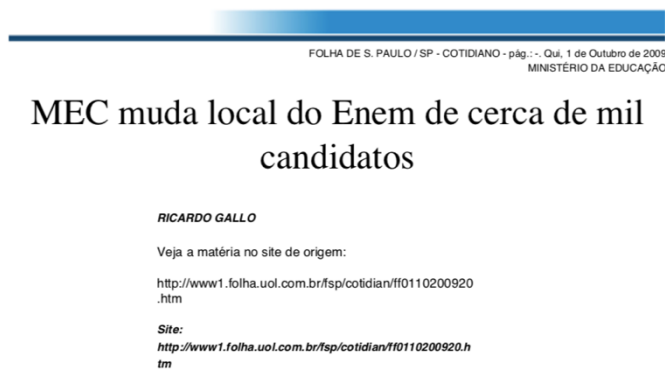 FOLHA DE S. PAULO / SP - COTIDIANO - pág.: -. Qui, 1 de Outubro de 2009
MINISTÉRIO DA EDUCAÇÃO
MEC muda local do Enem de cerca de mil
candidatos
RICARDO GALLO
Veja a matéria no site de origem:
http://www1.folha.uol.com.br/fsp/cotidian/ff0110200920
.htm
Site:
http://www1.folha.uol.com.br/fsp/cotidian/ff0110200920.h
tm